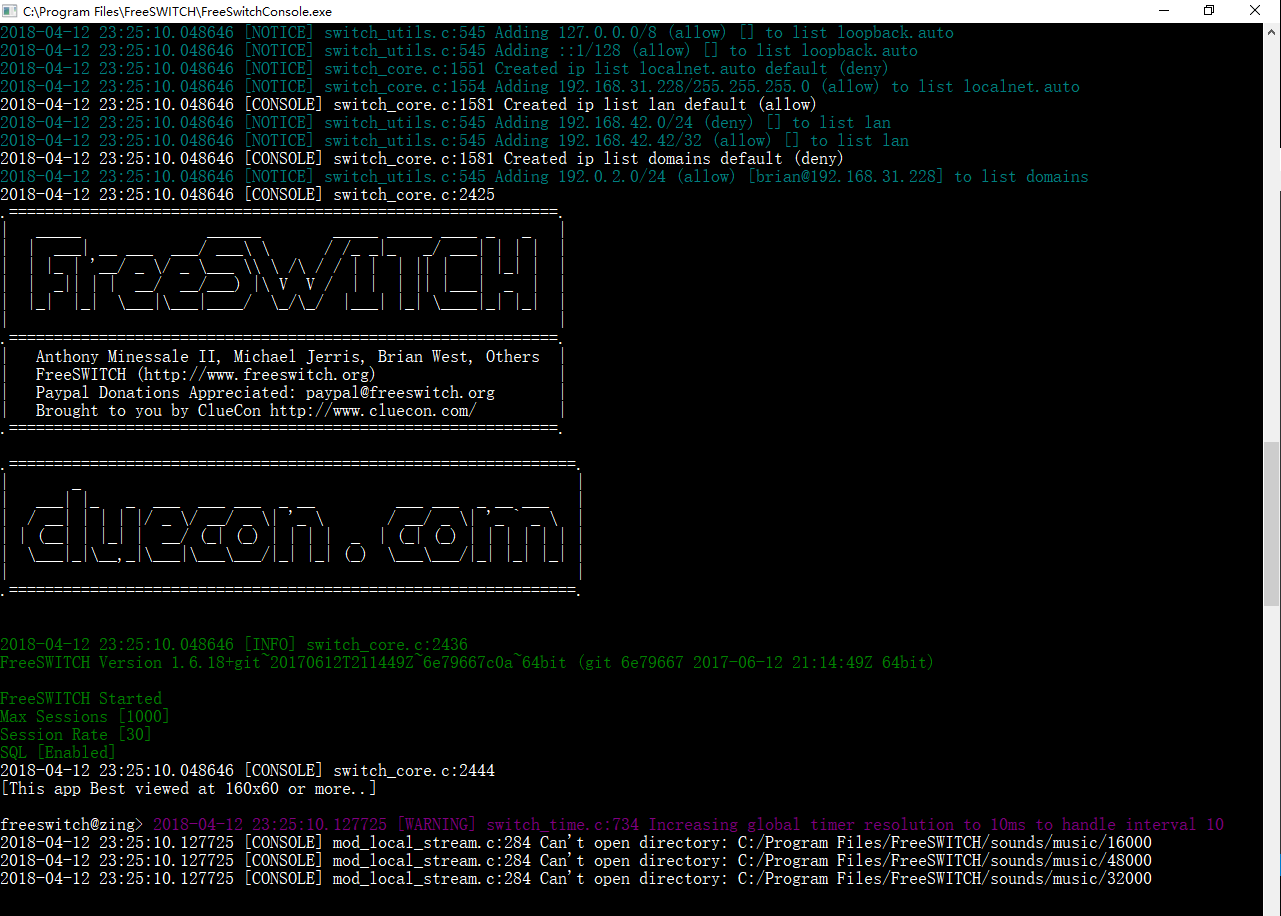 C:\Program Files\FreeSWITCH\FreeSwitchConsole.exe
2018-04-12 23:25:10.048646 [NOTICE] switch_utils.c:545 Adding 127.0.0.0/8 (allow) [] to list loopback.auto
2018-04-12 23:25:10.048646 [NOTICE] switch_utils.c:545 Adding ::1/128 (allow) [] to list loopback.auto
2018-04-12 23:25:10.048646 [NOTICE] switch_core.c:1551 Created ip list localnet.auto default (deny)
2018-04-12 23:25:10.048646 [NOTICE] switch_core.c:1554 Adding 192.168.31.228/255.255.255.0 (allow) to list localnet.auto
2018-04-12 23:25:10.048646 [CONSOLE] switch_core.c:1581 Created ip list lan default (allow)
2018-04-12 23:25:10.048646 [NOTICE] switch_utils.c:545 Adding 192.168.42.0/24 (deny) [] to list lan
2018-04-12 23:25:10.048646 [NOTICE] switch_utils.c:545 Adding 192.168.42.42/32 (allow) [] to list lan
2018-04-12 23:25:10.048646 [CONSOLE] switch_core.c:1581 Created ip list domains default (deny)
2018-04-12 23:25:10.048646 [NOTICE] switch_utils.c:545 Adding 192.0.2.0/24 (allow) [brian@192.168.31.228] to list domains
2018-04-12 23:25:10.048646 [CONSOLE] switch_core.c:2425
FreeSWITCH
Anthony Minessale II, Michael Jerris, Brian West, Others
FreeSWITCH (http://www.freeswitch.org)
Paypal Donations Appreciated: paypal@freeswitch.org
Brought to you by ClueCon http://www.cluecon.com/
cluecon.com
2018-04-12 23:25:10.048646 [INFO] switch_core.c:2436
FreeSWITCH Version 1.6.18+git~20170612T211449Z~6e79667c0a~64bit (git 6e79667 2017-06-12 21:14:49Z 64bit)
FreeSWITCH Started
Max Sessions [1000]
Session Rate [30]
SQL [Enabled]
2018-04-12 23:25:10.048646 [CONSOLE] switch_core.c:2444
[This app Best viewed at 160x60 or more..]
freeswitch@zing> 2018-04-12 23:25:10.127725 [WARNING] switch_time.c:734 Increasing global timer resolution to 10ms to handle interval 10
2018-04-12 23:25:10.127725 [CONSOLE] mod_local_stream.c:284 Can't open directory: C:/Program Files/FreeSWITCH/sounds/music/16000
2018-04-12 23:25:10.127725 [CONSOLE] mod_local_stream.c:284 Can't open directory: C:/Program Files/FreeSWITCH/sounds/music/48000
2018-04-12 23:25:10.127725 [CONSOLE] mod_local_stream.c:284 Can't open directory: C:/Program Files/FreeSWITCH/sounds/music/32000